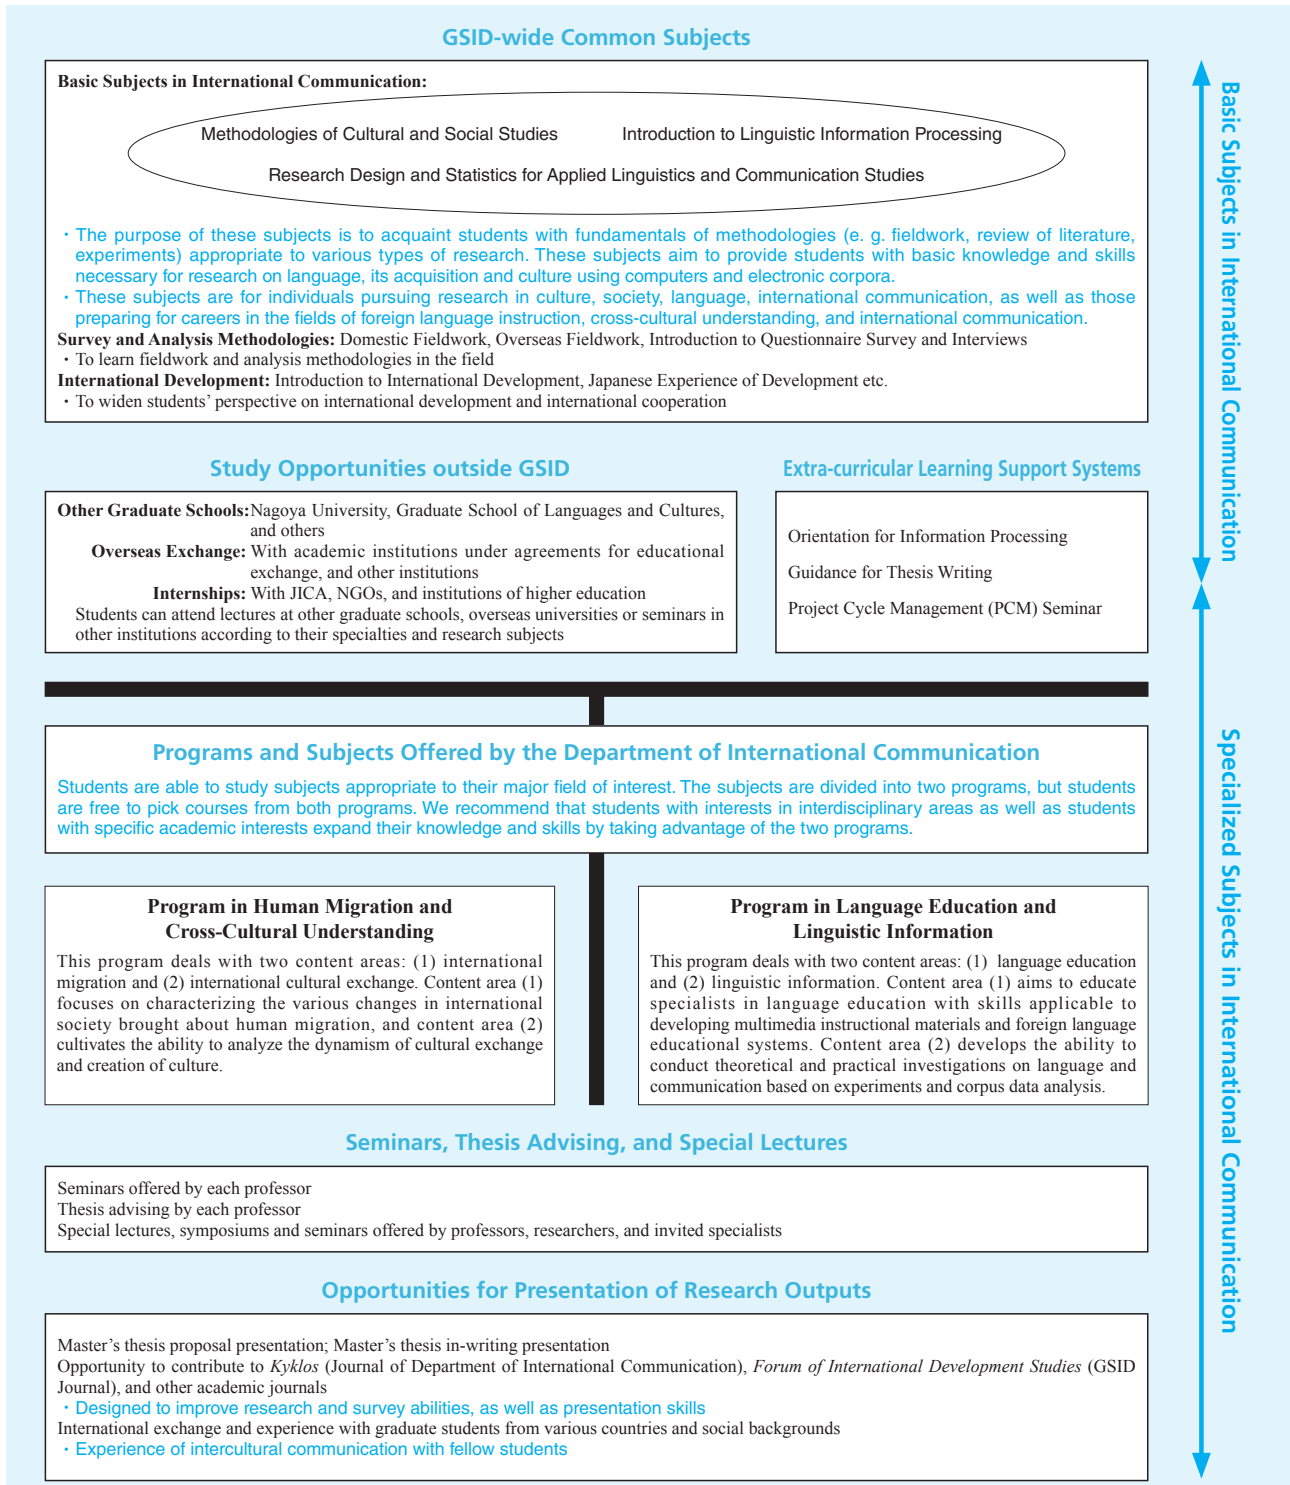 GSID-wide Common Subjects
Basic Subjects in International Communication:
Methodologies of Cultural and Social Studies
Introduction to Linguistic Information Processing
Research Design and Statistics for Applied Linguistics and Communication Studies
・The purpose of these subjects is to acquaint students with fundamentals of methodologies (e. g. fieldwork, review of literature,
experiments) appropriate to various types of research. These subjects aim to provide students with basic knowledge and skills
necessary for research on language, its acquisition and culture using computers and electronic corpora.
・These subjects are for individuals pursuing research in culture, society, language, international communication, as well as those
preparing for careers in the fields of foreign language instruction, cross-cultural understanding, and international communication.
Survey and Analysis Methodologies: Domestic Fieldwork, Overseas Fieldwork, Introduction to Questionnaire Survey and Interviews
・To learn fieldwork and analysis methodologies in the field
International Development: Introduction to International Development, Japanese Experience of Development etc.
・To widen students' perspective on international development and international cooperation
Basic Subjects in International Communication
Study Opportunities outside GSID
Other Graduate Schools: Nagoya University, Graduate School of Languages and Cultures,
and others
Overseas Exchange: With academic institutions under agreements for educational
exchange, and other institutions
Internships: With JICA, NGOs, and institutions of higher education
Students can attend lectures at other graduate schools, overseas universities or seminars in
other institutions according to their specialties and research subjects
Extra-curricular Learning Support Systems
Orientation for Information Processing
Guidance for Thesis Writing
Project Cycle Management (PCM) Seminar
Programs and Subjects Offered by the Department of International Communication
Students are able to study subjects appropriate to their major field of interest. The subjects are divided into two programs, but students
are free to pick courses from both programs. We recommend that students with interests in interdisciplinary areas as well as students
with specific academic interests expand their knowledge and skills by taking advantage of the two programs.
Program in Human Migration and
Cross-Cultural Understanding
This program deals with two content areas: (1) international
migration and (2) international cultural exchange. Content area (1)
focuses on characterizing the various changes in international
society brought about human migration, and content area (2)
cultivates the ability to analyze the dynamism of cultural exchange
and creation of culture.
Program in Language Education and
Linguistic Information
This program deals with two content areas: (1) language education
and (2) linguistic information. Content area (1) aims to educate
specialists in language education with skills applicable to
developing multimedia instructional materials and foreign language
educational systems. Content area (2) develops the ability to
conduct theoretical and practical investigations on language and
communication based on experiments and corpus data analysis.
Specialized Subjects in International Communication
Seminars, Thesis Advising, and Special Lectures
Seminars offered by each professor
Thesis advising by each professor
Special lectures, symposiums and seminars offered by professors, researchers, and invited specialists
Opportunities for Presentation of Research Outputs
Master's thesis proposal presentation; Master's thesis in-writing presentation
Opportunity to contribute to Kyklos (Journal of Department of International Communication), Forum of International Development Studies (GSID
Journal), and other academic journals
・Designed to improve research and survey abilities, as well as presentation skills
International exchange and experience with graduate students from various countries and social backgrounds
・Experience of intercultural communication with fellow students